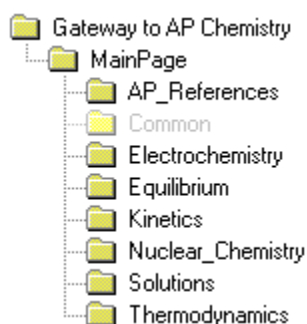 Gateway to AP Chemistry
MainPage
AP_References
Common
Electrochemistry
Equilibrium
Kinetics
Nuclear_Chemistry
Solutions
Thermodynamics